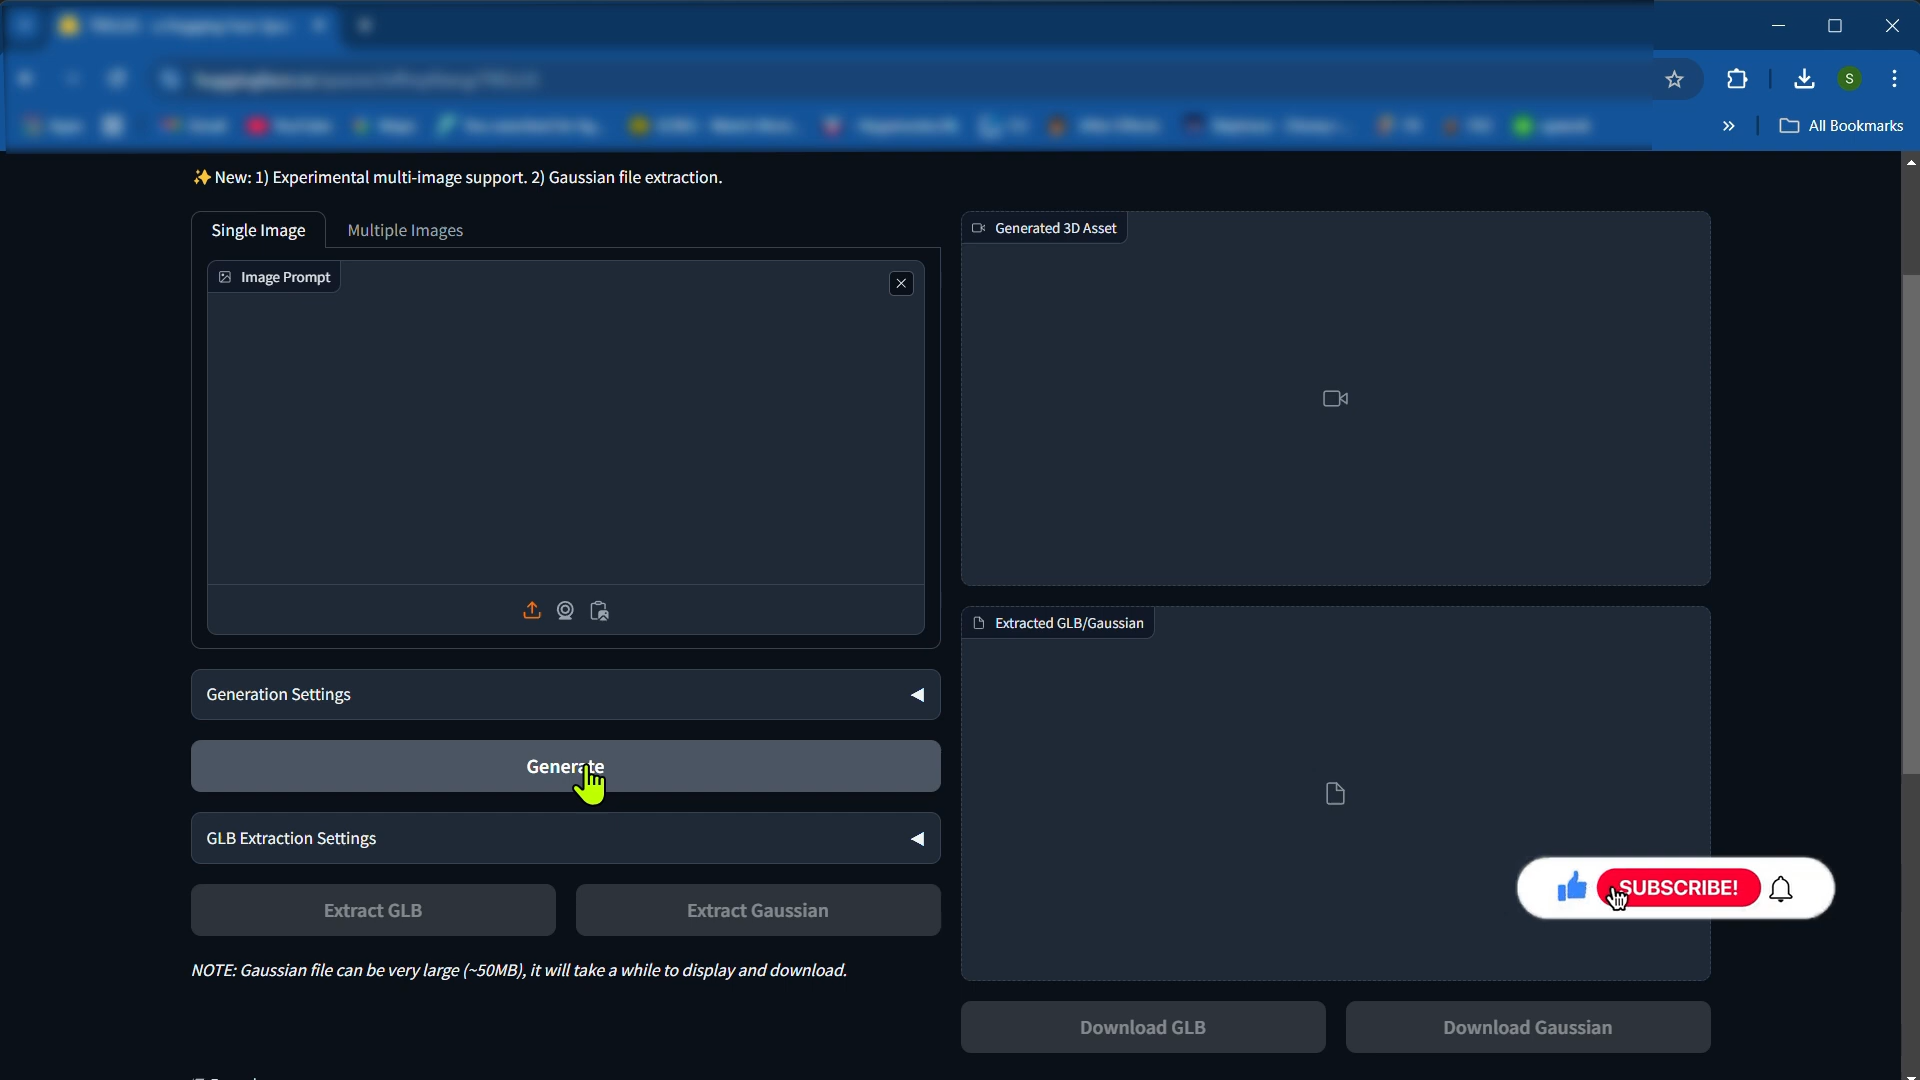 S
All Bookmarks
✨New: 1) Experimental multi-image support. 2) Gaussian file extraction.
Single Image
Multiple Images
Image Prompt
Generated 3D Asset
Extracted GLB/Gaussian
Generation Settings
Generate
GLB Extraction Settings
SUBSCRIBE!
Extract GLB
Extract Gaussian
NOTE: Gaussian file can be very large (~50MB), it will take a while to display and download.
Download GLB
Download Gaussian